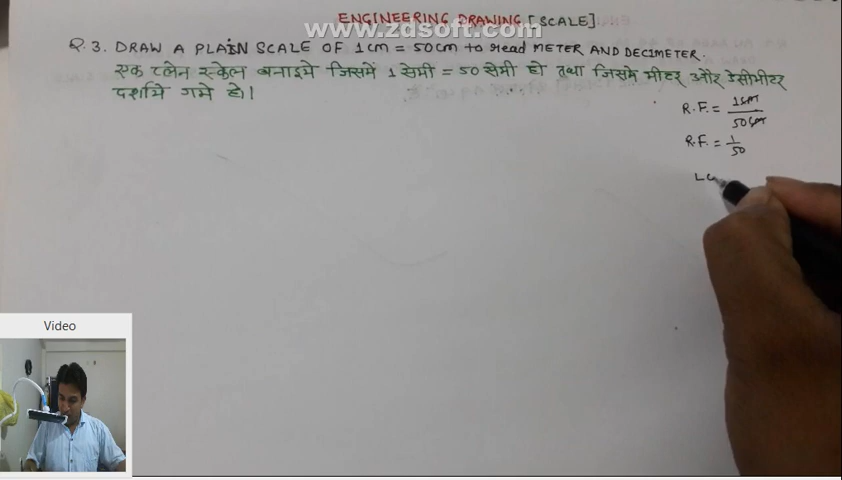 ENGINEERING DRAWING [SCALE]
www.zdsoft.com
Q.3. DRAW A PLAIN SCALE OF 1cm = 50cm to read METER AND DECIMETER.
एक प्लेन स्केल बनाइये जिसमें 1 सेमी = 50 सेमी हो तथा जिसमे मीटर और डेसीमीटर
दर्शाये गये हो।
R.F. = 1cm / 50cm
R.F. = 1/50
Video